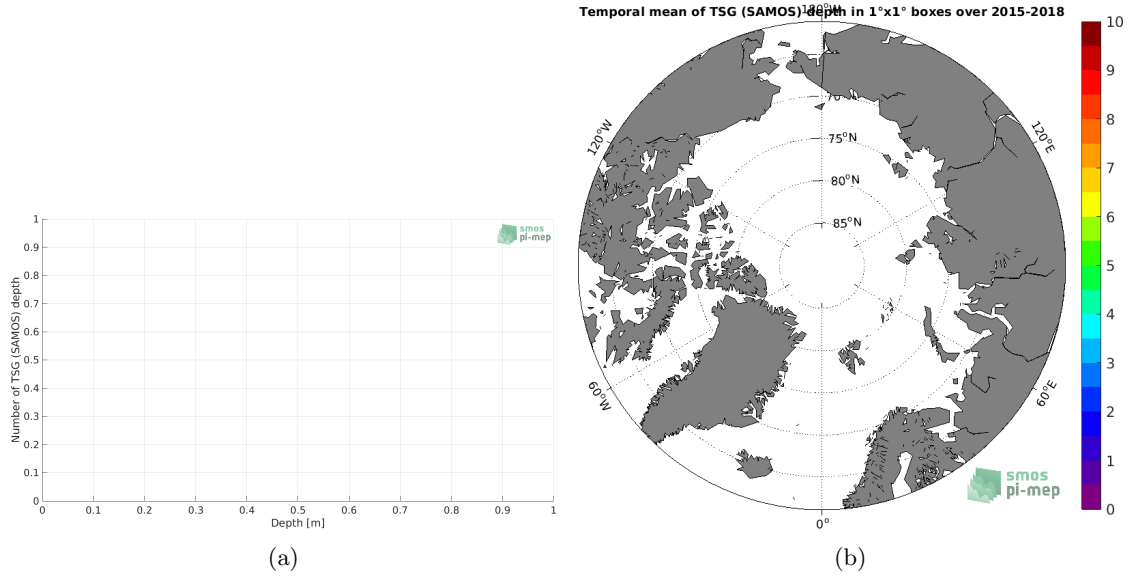 Number of TSG (SAMOS) depth
1
0.9
0.8
0.7
0.6
0.5
0.4
0.3
0.2
0.1
0
0 0.1 0.2 0.3 0.4 0.5 0.6 0.7 0.8 0.9 1
Depth [m]
smos
pi-mep
(a)
Temporal mean of TSG (SAMOS) depth in 1°x1° boxes over 2015-2018
180°W
120°W
120°E
75°N
80°N
85°N
60°W
60°E
0°
smos
pi-mep
10
9
8
7
6
5
4
3
2
1
0
(b)